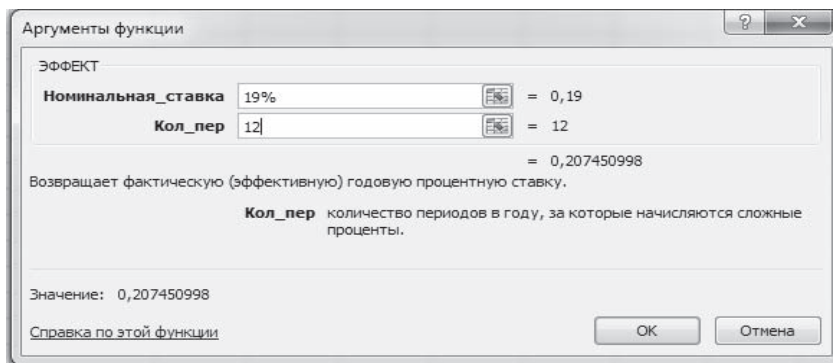 Аргументы функции
ЭФФЕКТ
Номинальная_ставка 19% = 0,19
Кол_пер 12 = 12
= 0,207450998
Возвращает фактическую (эффективную) годовую процентную ставку.
Кол_пер количество периодов в году, за которые начисляются сложные
проценты.
Значение: 0,207450998
Справка по этой функции
ОК
Отмена